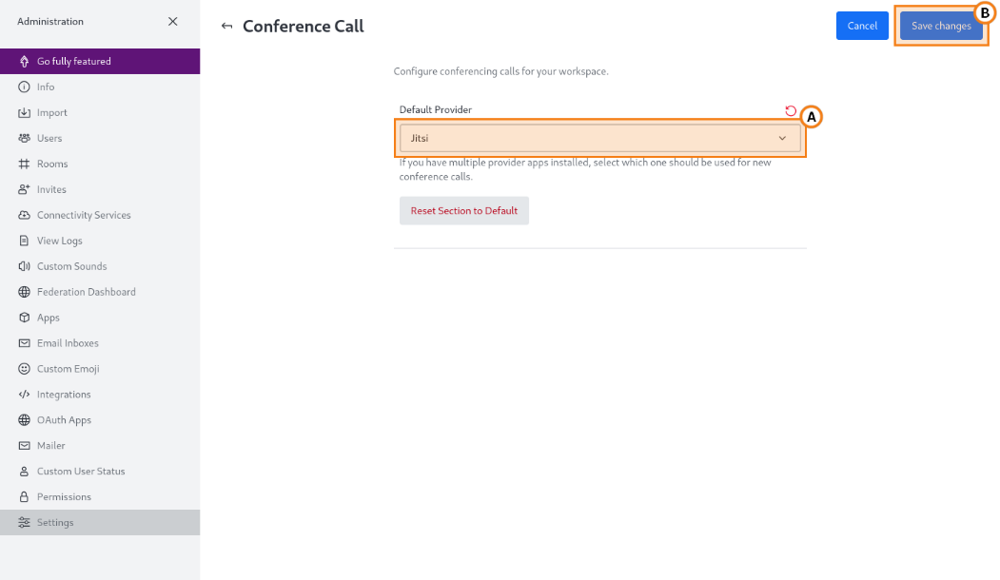 Administration
Go fully featured
Info
Import
Users
Rooms
Invites
Connectivity Services
View Logs
Custom Sounds
Federation Dashboard
Apps
Email Inboxes
Custom Emoji
Integrations
OAuth Apps
Mailer
Custom User Status
Permissions
Settings
Conference Call
Cancel
Save changes
B
Configure conferencing calls for your workspace.
Default Provider
A
Jitsi
If you have multiple provider apps installed, select which one should be used for new
conference calls.
Reset Section to Default